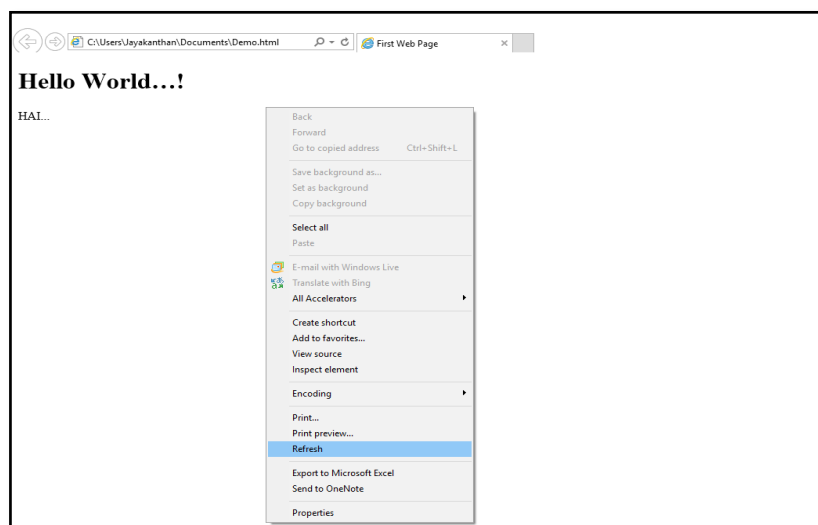 C:\Users\Jayakanthan\Documents\Demo.html
First Web Page
Hello World...!
HAI...
Back
Forward
Go to copied address Ctrl+Shift+L
Save background as...
Set as background
Copy background
Select all
Paste
E-mail with Windows Live
Translate with Bing
All Accelerators
Create shortcut
Add to favorites...
View source
Inspect element
Encoding
Print...
Print preview...
Refresh
Export to Microsoft Excel
Send to OneNote
Properties